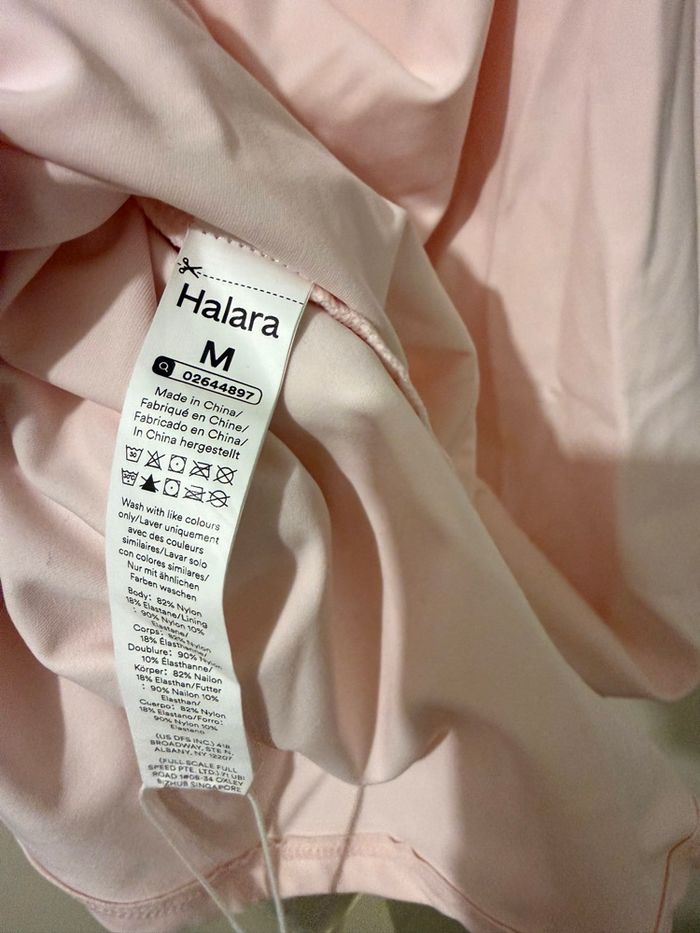 Halara
M
02644897
Made in China/
Fabriqué en Chine/
Fabricado en China/
In China hergestellt
30
30°C
Wash with like colours
only/Laver uniquement
avec des couleurs
similaires/Lavar solo
con colores similares/
Nur mit ähnlichen
Farben waschen
Body: 82% Nylon
18% Elastane/Lining
: 90% Nylon 10%
Elastane/
Corps: 82% Nylon
18% Élasthanne/
Doublure: 90% Nylon
10% Élasthanne/
Körper: 82% Nailon
18% Elasthan/Futter
: 90% Nailon 10%
Elasthan/
Cuerpo: 82% Nylon
18% Elastano/Forro:
90% Nylon 10%
Elastano
(US DFS INC.) 418
BROADWAY, STE N,
ALBANY, NY 12207
(FULL SCALE FULL
SPEED PTE. LTD.) 71 UBI
ROAD 1#08-34 OXLEY
BIZHUB SINGAPORE